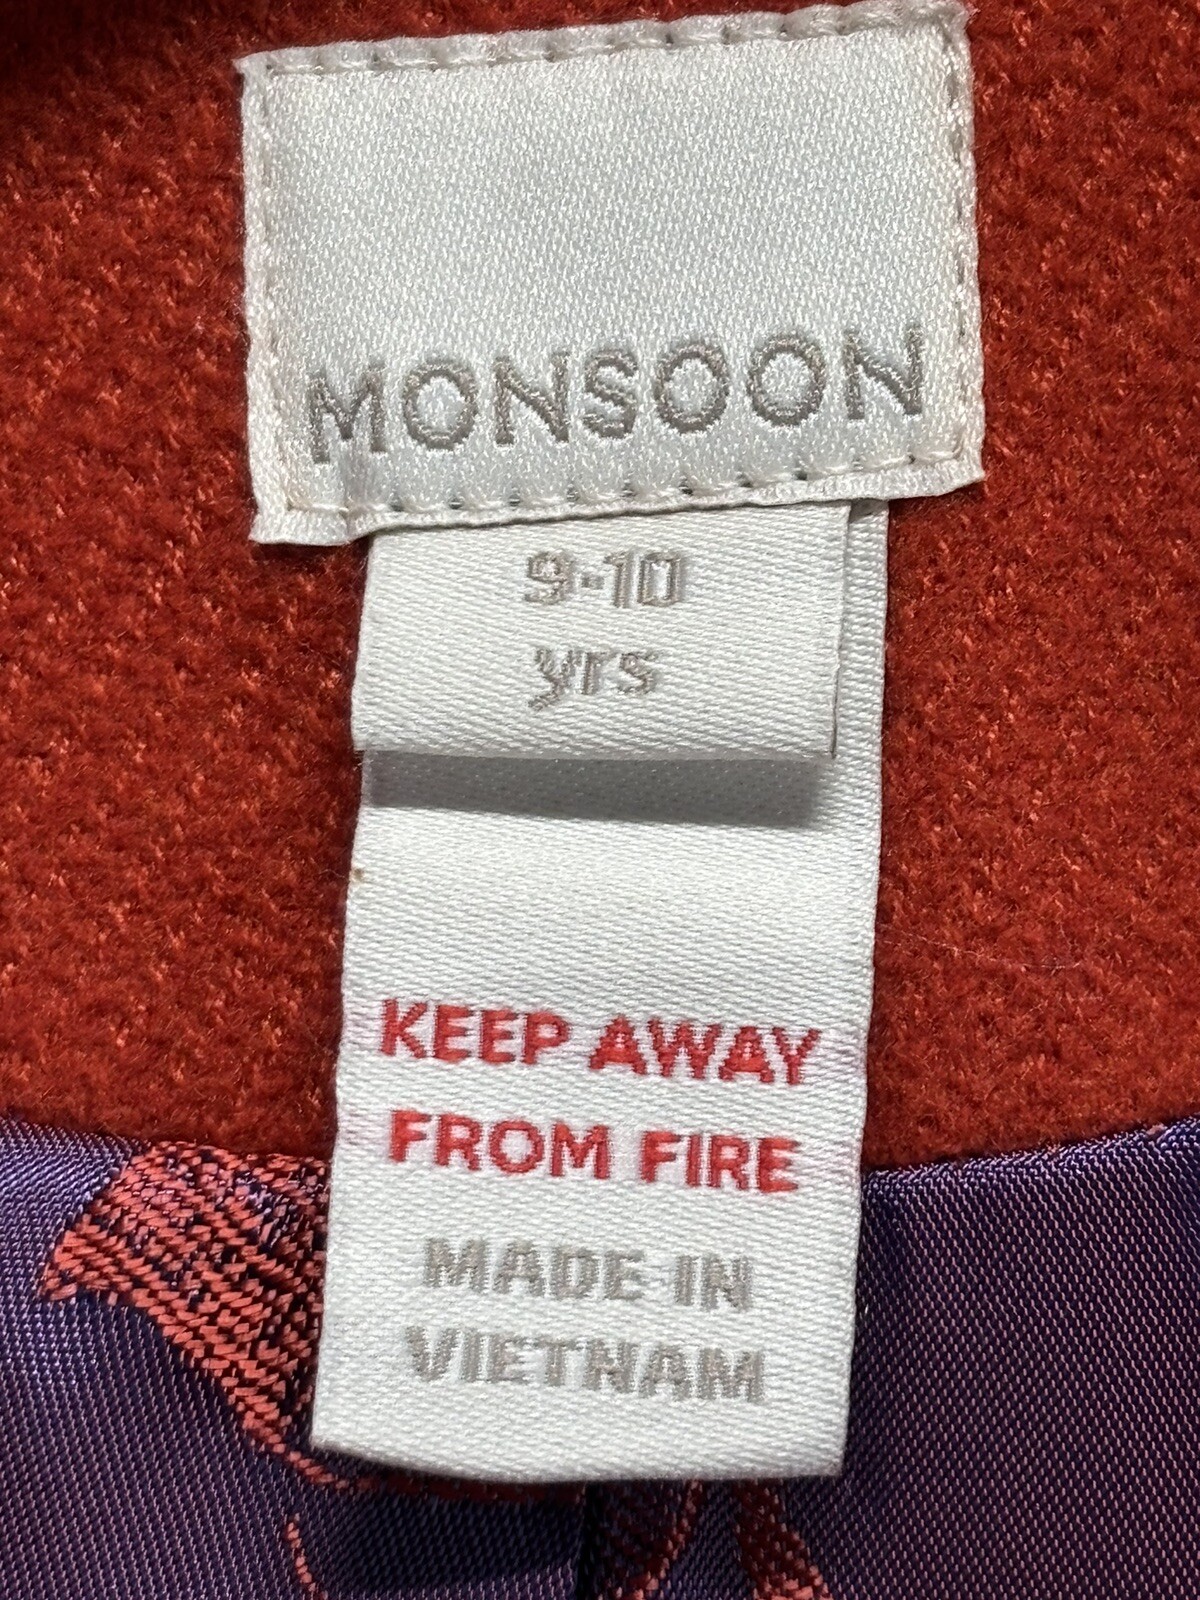 MONSOON
9-10
yrs
KEEP AWAY
FROM FIRE
MADE IN
VIETNAM